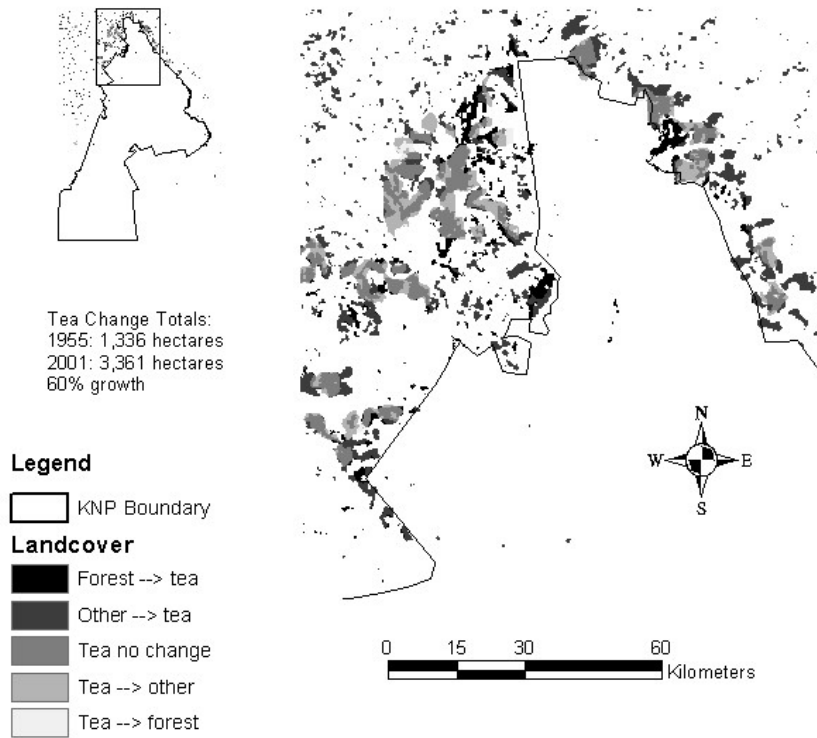 Tea Change Totals:
1955: 1,336 hectares
2001: 3,361 hectares
60% growth
Legend
KNP Boundary
Landcover
Forest --> tea
Other --> tea
Tea no change
Tea --> other
Tea --> forest
N
W E
S
0 15 30 60
Kilometers